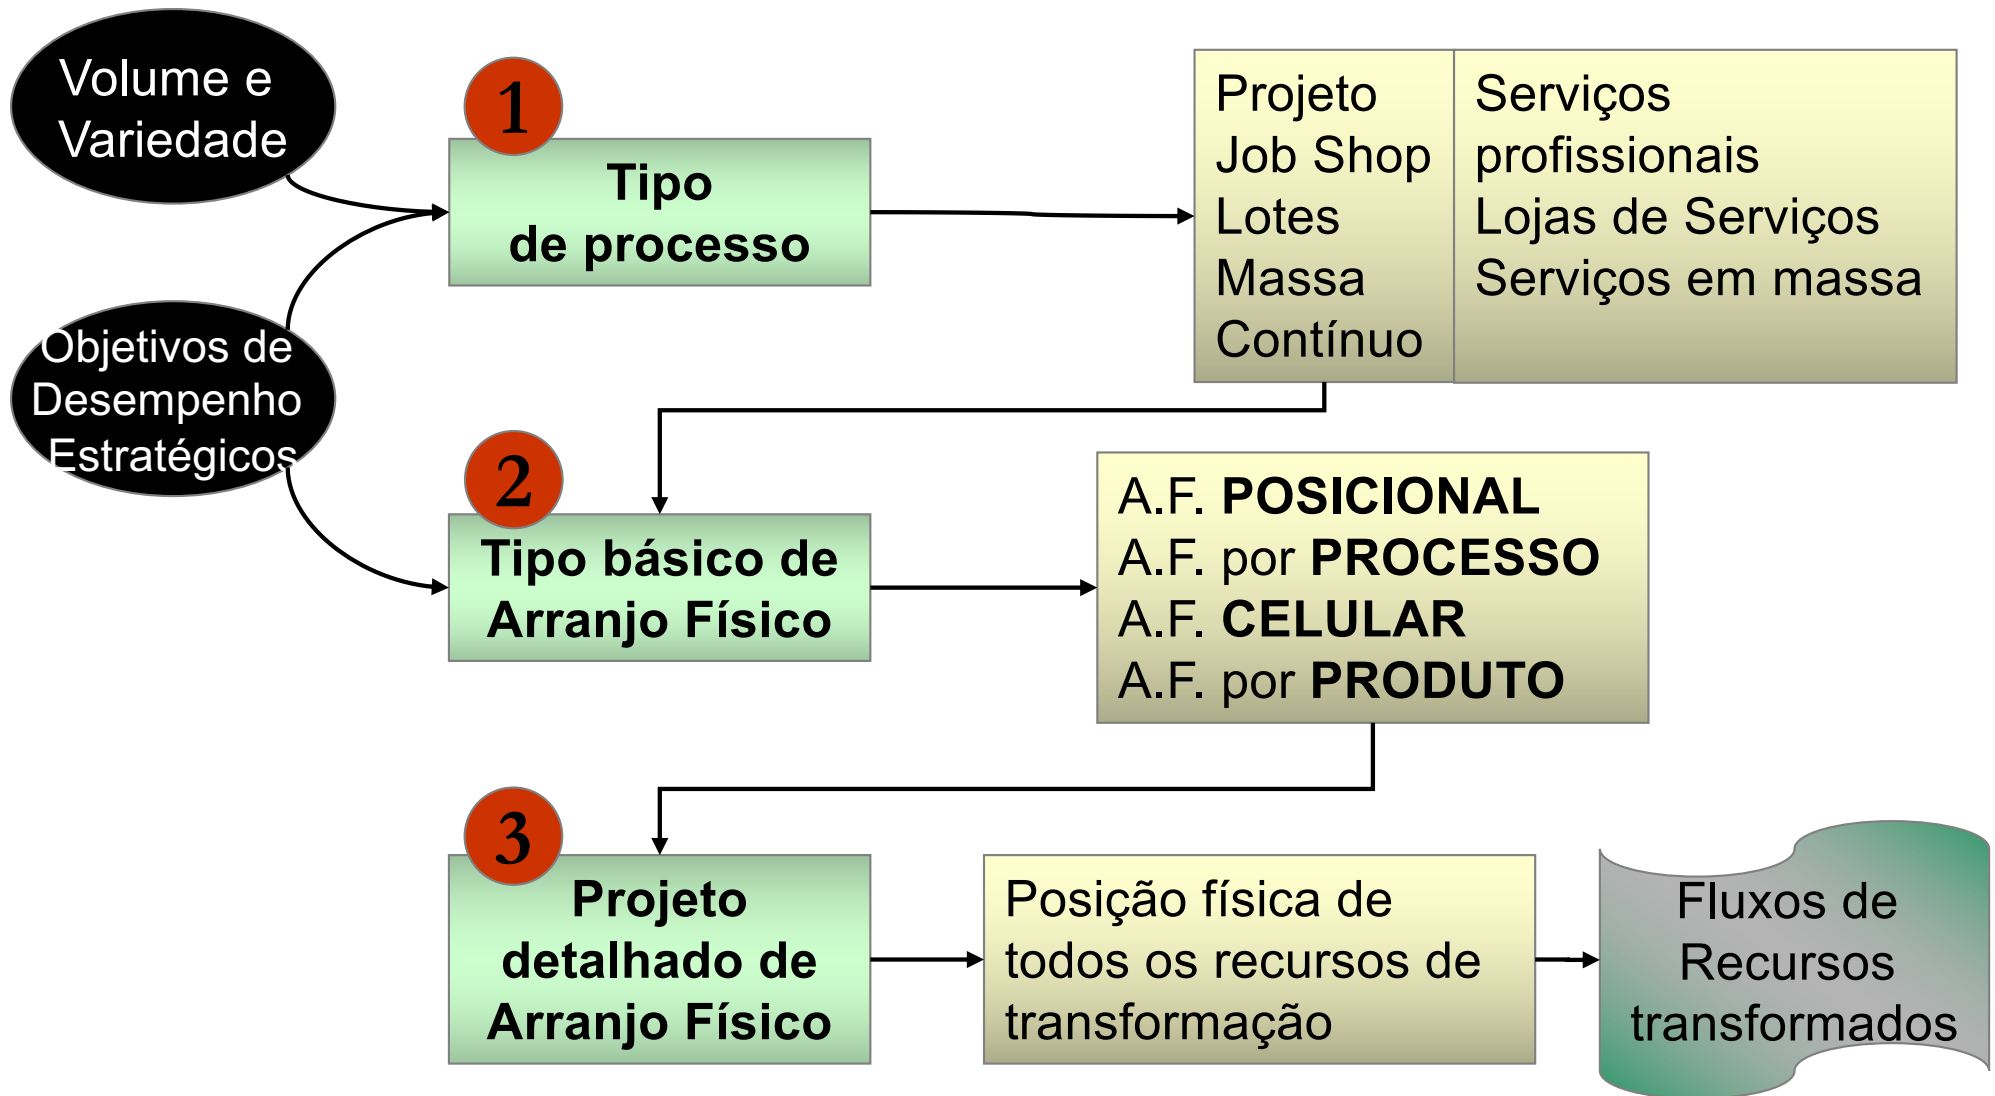 Volume e
Variedade
1
Tipo
de processo
Projeto
Job Shop
Lotes
Massa
Contínuo
Serviços
profissionais
Lojas de Serviços
Serviços em massa
Objetivos de
Desempenho
Estratégicos
2
Tipo básico de
Arranjo Físico
A.F. POSICIONAL
A.F. por PROCESSO
A.F. CELULAR
A.F. por PRODUTO
3
Projeto
detalhado de
Arranjo Físico
Posição física de
todos os recursos de
transformação
Fluxos de
Recursos
transformados